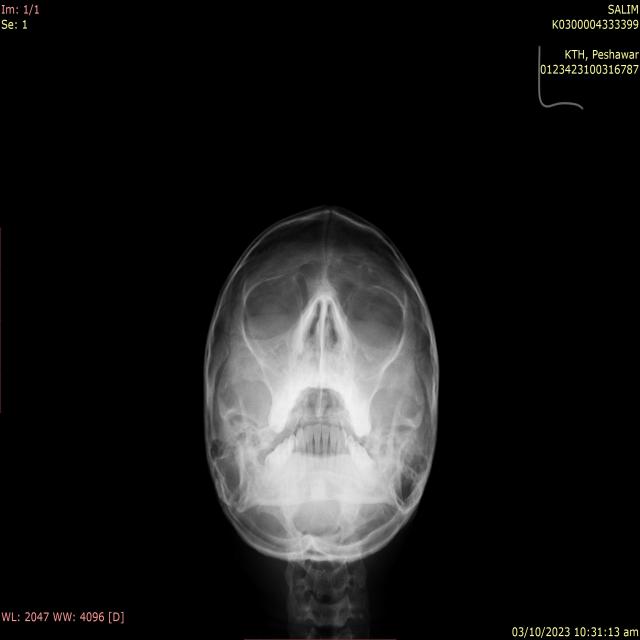 Im: 1/1
Se: 1
SALIM
K0300004333399
KTH, Peshawar
0123423100316787
WL: 2047 WW: 4096 [D]
03/10/2023 10:31:13 am